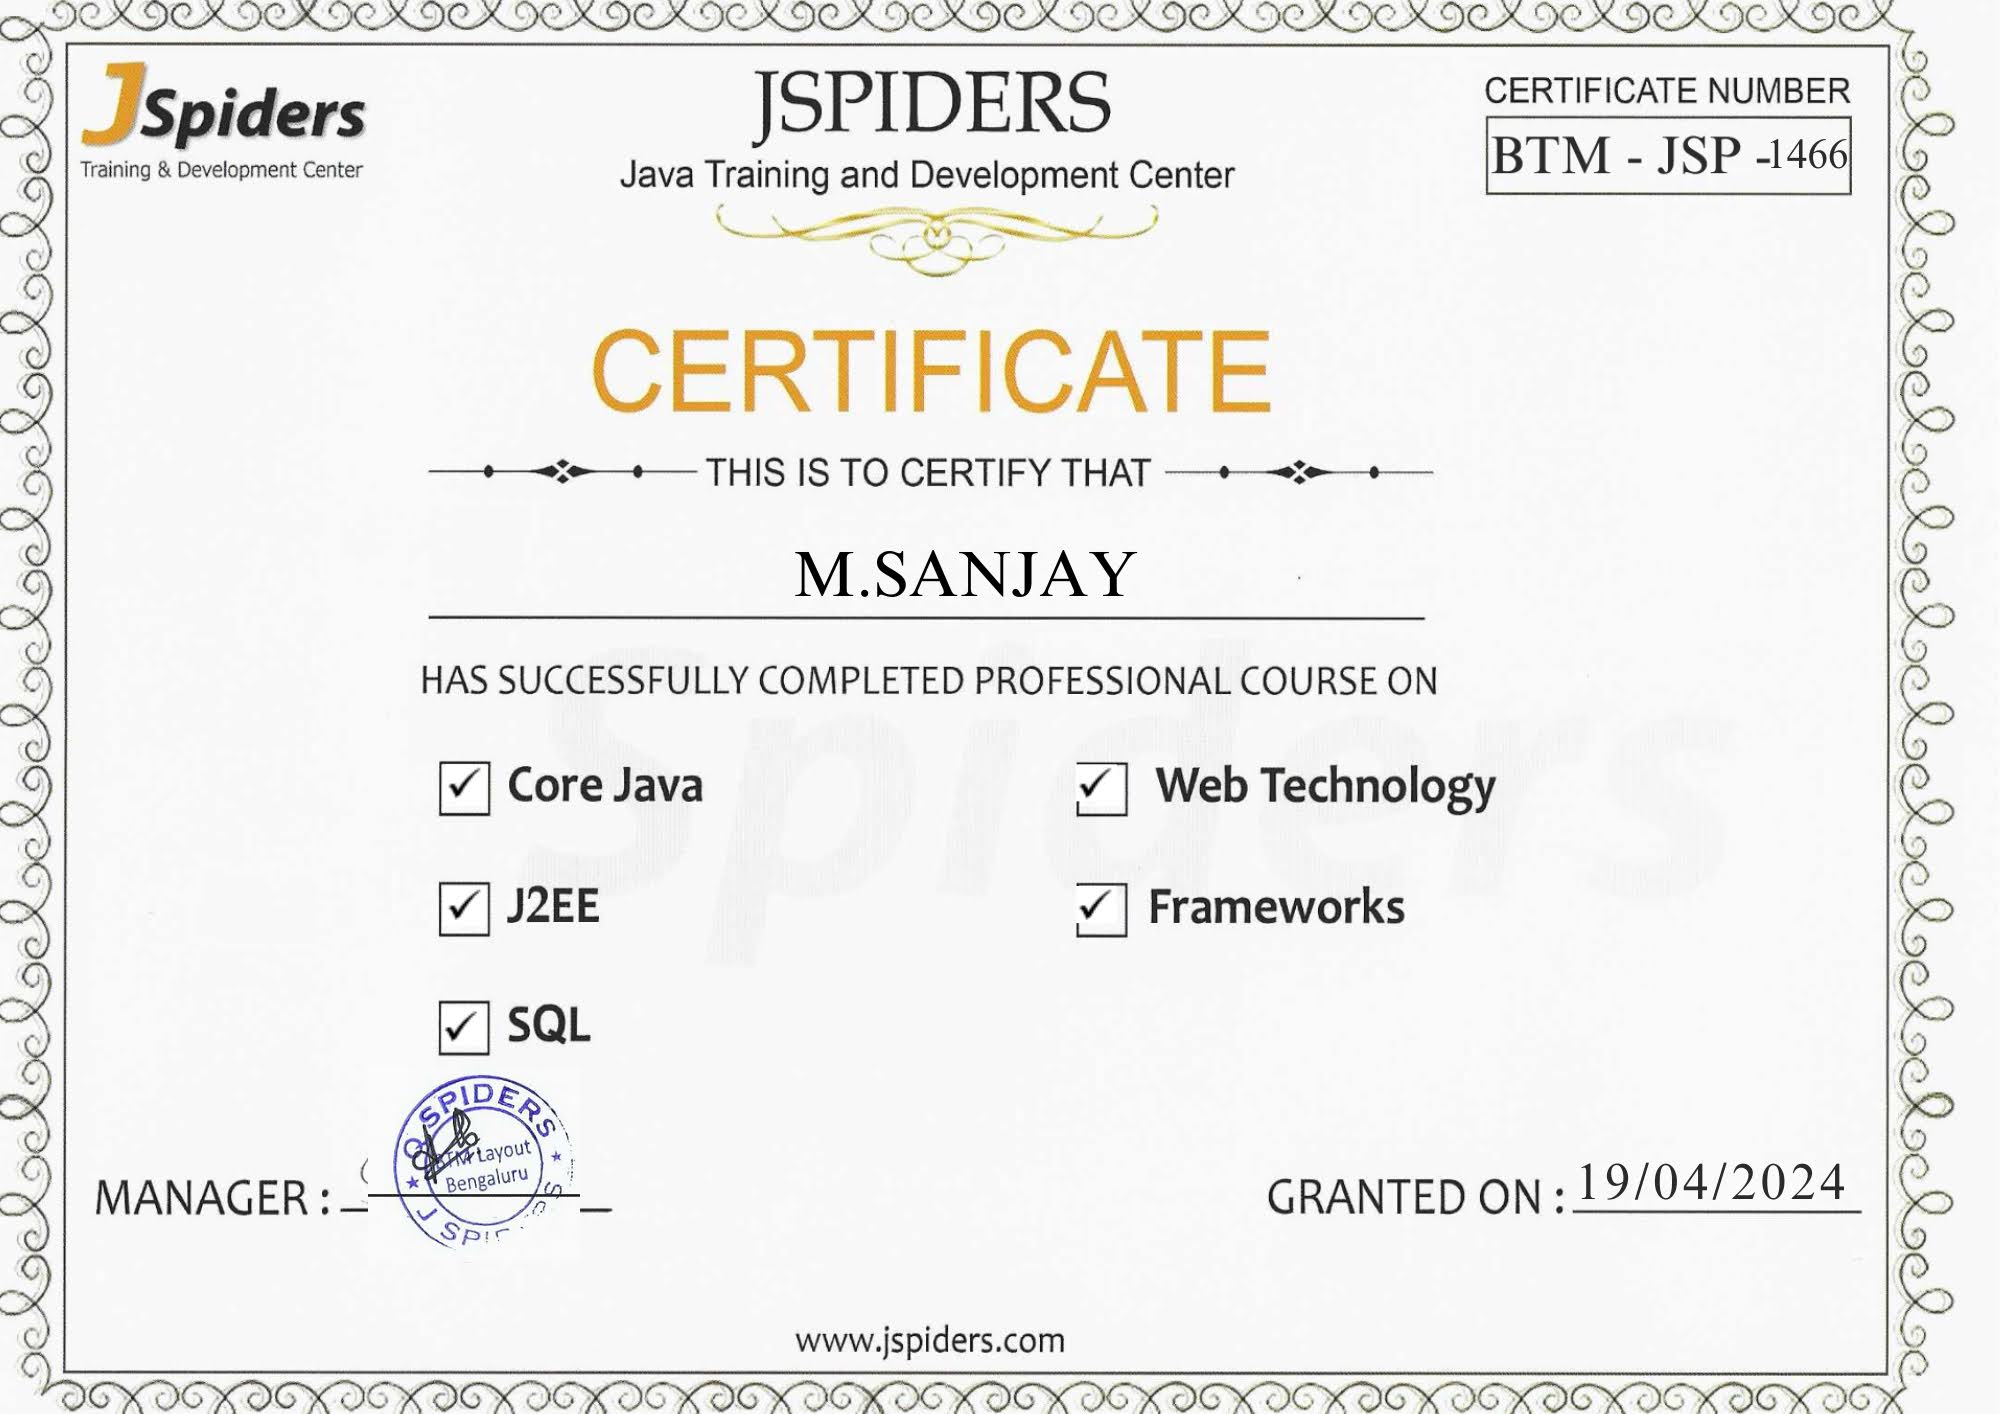 JSpiders
Training & Development Center
JSPIDERS
Java Training and Development Center
CERTIFICATE NUMBER
BTM - JSP -1466
CERTIFICATE
THIS IS TO CERTIFY THAT
M.SANJAY
HAS SUCCESSFULLY COMPLETED PROFESSIONAL COURSE ON
Spiders
Core Java
Web Technology
J2EE
Frameworks
SQL
Q SPIDERS
BTM Layout
Bengaluru
J SPI
MANAGER :
GRANTED ON : 19/04/2024
www.jspiders.com